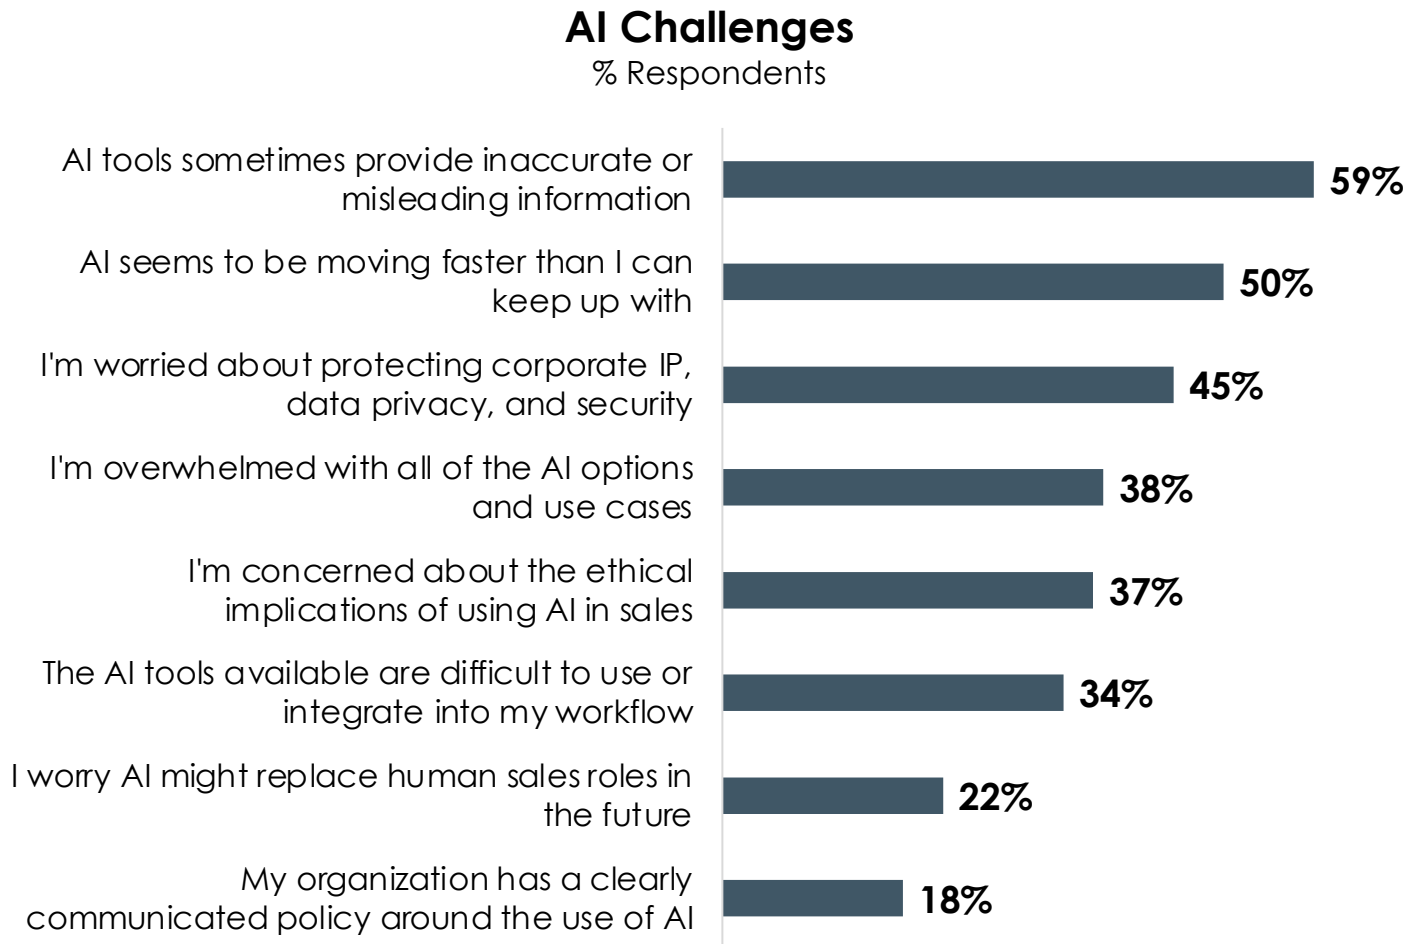 AI Challenges
% Respondents
AI tools sometimes provide inaccurate or
misleading information
59%
AI seems to be moving faster than I can
keep up with
50%
I'm worried about protecting corporate IP,
data privacy, and security
45%
I'm overwhelmed with all of the AI options
and use cases
38%
I'm concerned about the ethical
implications of using AI in sales
37%
The AI tools available are difficult to use or
integrate into my workflow
34%
I worry AI might replace human sales roles in
the future
22%
My organization has a clearly
communicated policy around the use of AI
18%